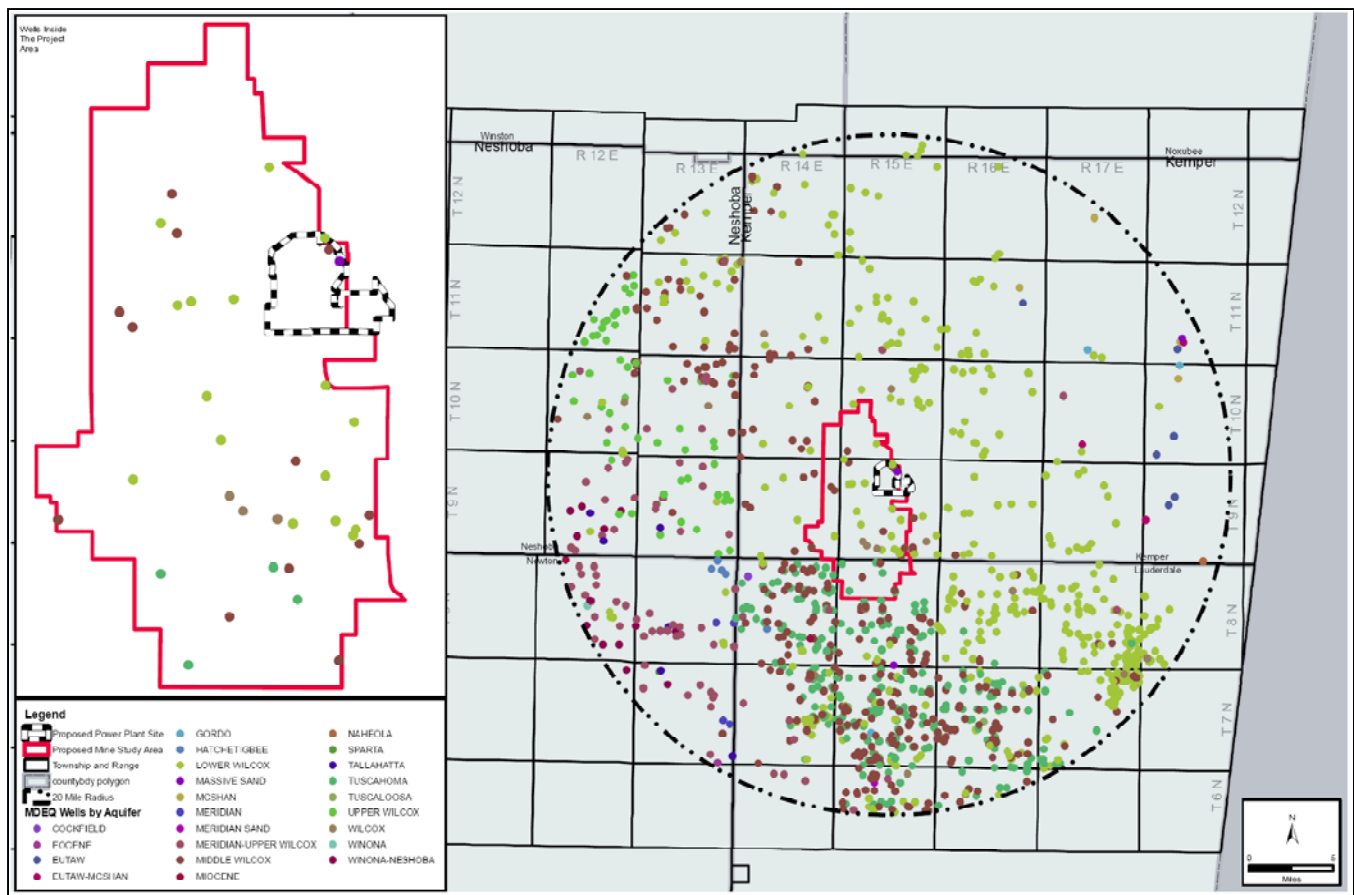 Wells Inside
The Project
Area
Winston
Neshoba
R 12 E
R 13 E
R 14 E
R 15 E
R 16 E
R 17 E
Noxubee
Kemper
T 12 N
Neshoba
Kemper
T 12 N
T 11 N
T 11 N
T 10 N
T 10 N
T 9 N
T 9 N
Neshoba
Newton
Kemper
Lauderdale
T 8 N
T 7 N
T 6 N
Legend
Proposed Power Plant Site
Proposed Mine Study Area
Township and Range
countybdy polygon
20 Mile Radius
MDEQ Wells by Aquifer
COCKFIELD
EOCENE
EUTAW
EUTAW-MCSHAN
GORDO
HATCHETIGBEE
LOWER WILCOX
MASSIVE SAND
MCSHAN
MERIDIAN
MERIDIAN SAND
MERIDIAN-UPPER WILCOX
MIDDLE WILCOX
MIOCENE
NAHEOLA
SPARTA
TALLAHATTA
TUSCAHOMA
TUSCALOOSA
UPPER WILCOX
WILCOX
WINONA
WINONA-NESHOBA
N
0
Miles